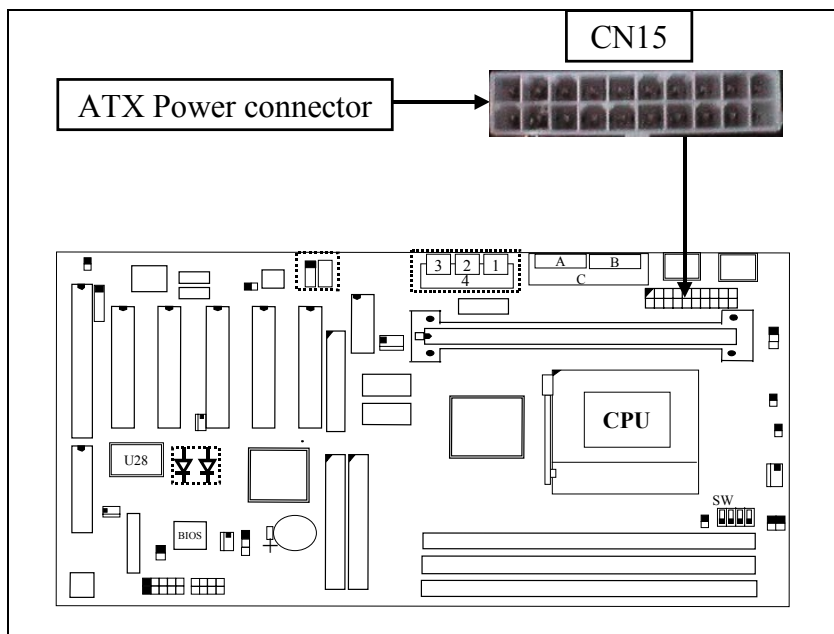 CN15
ATX Power connector
3 2 1
4
A B
C
CPU
U28
SW
BIOS